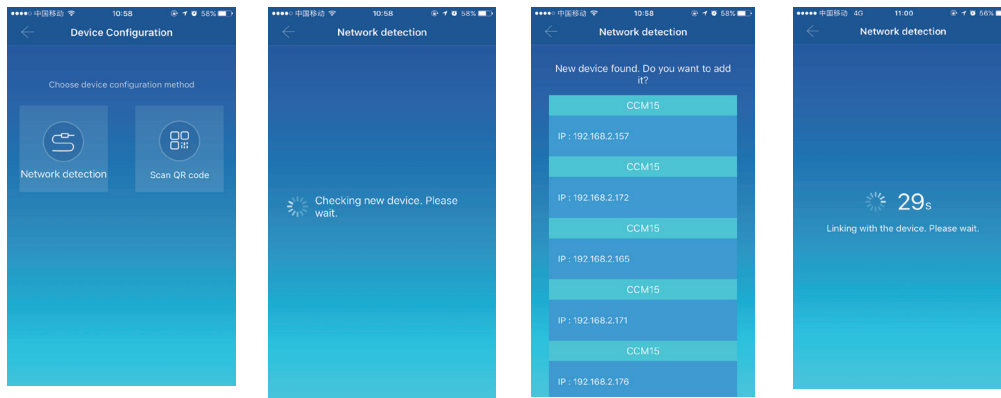 ●●●●○ 中国移动 10:58 58%
Device Configuration
Choose device configuration method
Network detection
Scan QR code
●●●●○ 中国移动 10:58 58%
Network detection
Checking new device. Please
wait.
●●●●○ 中国移动 10:58 58%
Network detection
New device found. Do you want to add
it?
CCM15
IP : 192.168.2.157
CCM15
IP : 192.168.2.172
CCM15
IP : 192.168.2.165
CCM15
IP : 192.168.2.171
CCM15
IP : 192.168.2.176
●●●●● 中国移动 4G 11:00 56%
Network detection
29s
Linking with the device. Please wait.